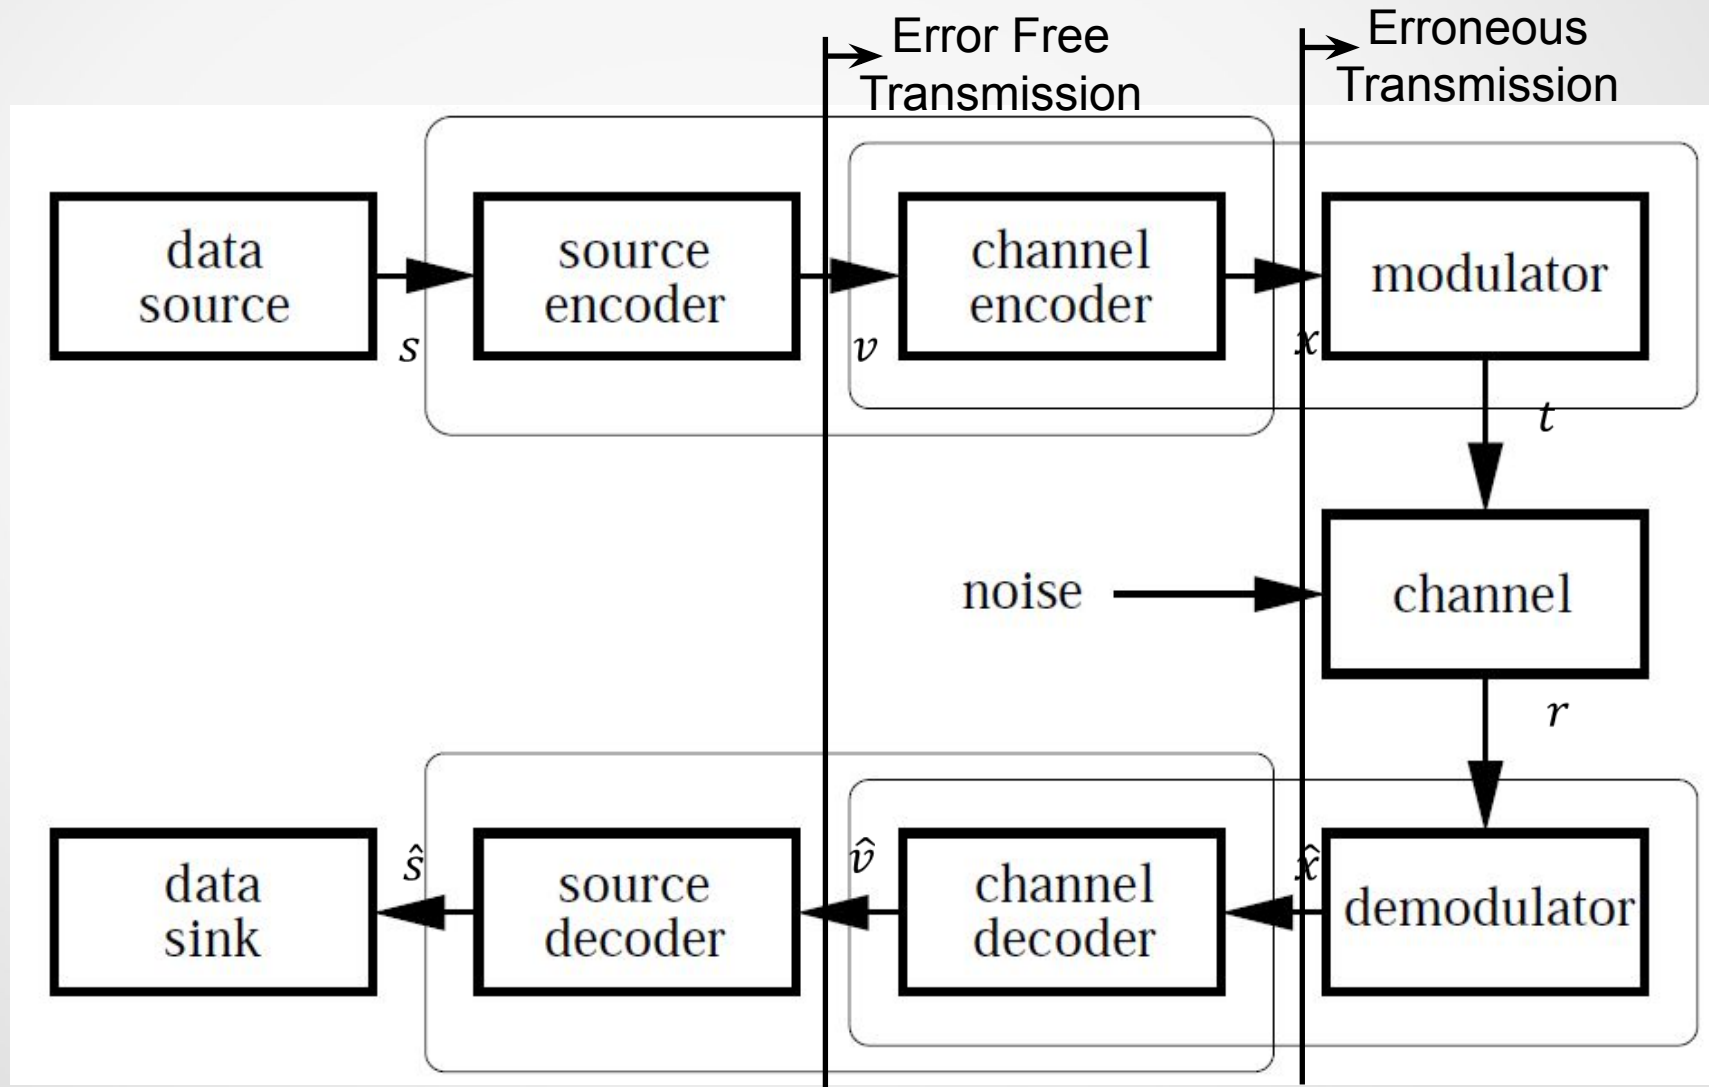 Error Free
Transmission
Erroneous
Transmission
data
source
s
source
encoder
v
channel
encoder
x
modulator
t
noise
channel
r
data
sink
ŝ
source
decoder
v̂
channel
decoder
x̂
demodulator